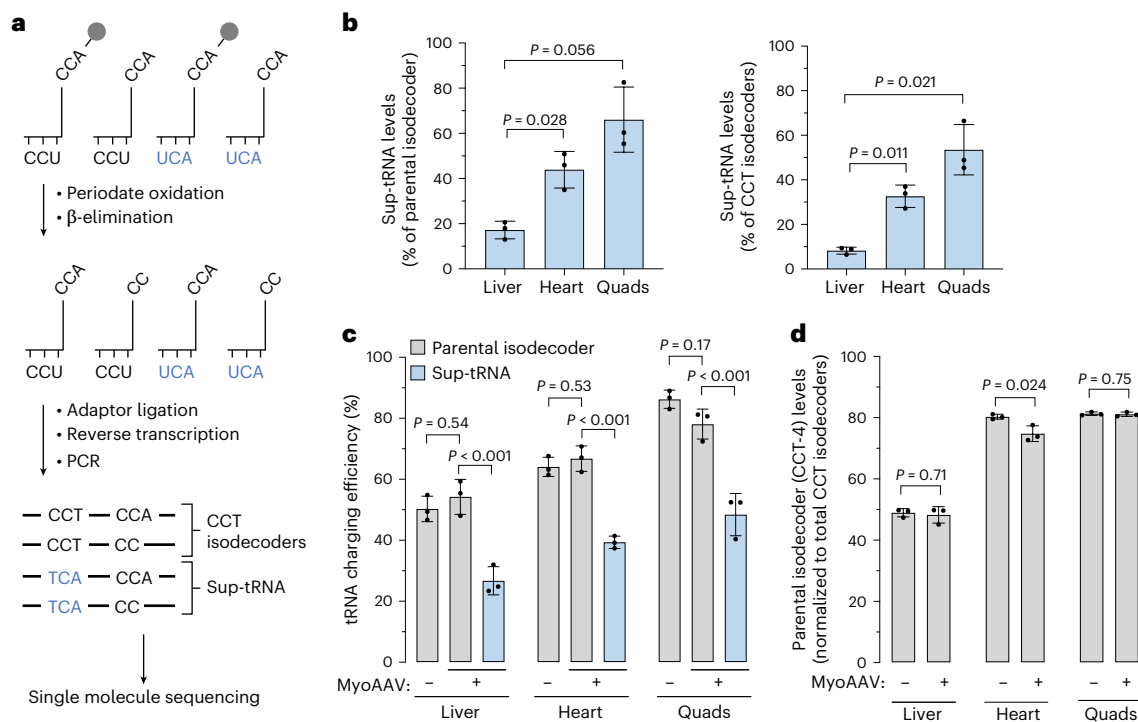 a
CCA
CCA
CCA
CCA
CCU
CCU
UCA
UCA
• Periodate oxidation
• β-elimination
CCA
CC
CCA
CC
CCU
CCU
UCA
UCA
• Adaptor ligation
• Reverse transcription
• PCR
CCT
CCA
CCT
CC
CCT
isodecoders
TCA
CCA
TCA
CC
Sup-tRNA
Single molecule sequencing
b
Sup-tRNA levels
(% of parental isodecoder)
100
80
60
40
20
0
P = 0.056
P = 0.028
Liver
Heart
Quads
Sup-tRNA levels
(% of CCT isodecoders)
100
80
60
40
20
0
P = 0.021
P = 0.011
Liver
Heart
Quads
c
Parental isodecoder
Sup-tRNA
tRNA charging efficiency (%)
100
80
60
40
20
0
P = 0.54
P < 0.001
P = 0.53
P < 0.001
P = 0.17
P < 0.001
MyoAAV:
–
+
–
+
–
+
Liver
Heart
Quads
d
Parental isodecoder (CCT-4) levels
(normalized to total CCT isodecoders)
100
80
60
40
20
0
P = 0.71
P = 0.024
P = 0.75
MyoAAV:
–
+
–
+
–
+
Liver
Heart
Quads